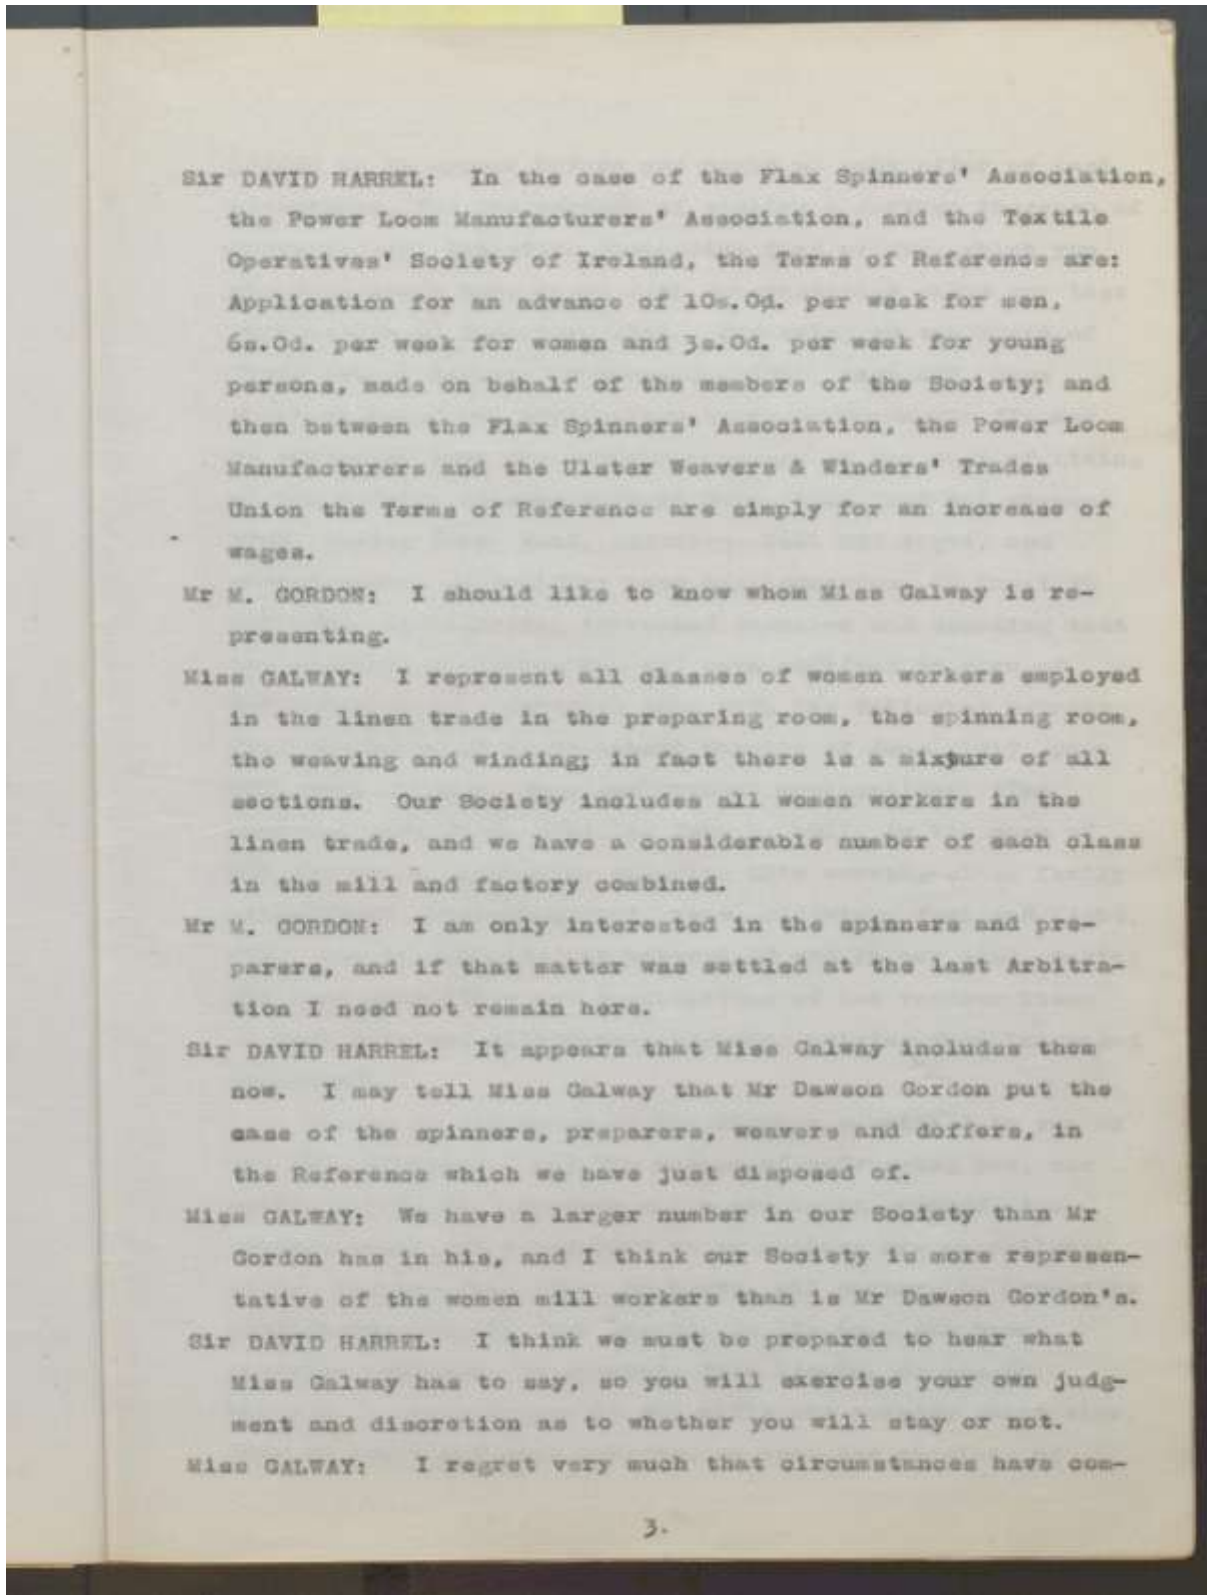 Sir DAVID HARREL: In the case of the Flax Spinners' Association,
the Power Loom Manufacturers' Association, and the Textile
Operatives' Society of Ireland, the Terms of Reference are:
Application for an advance of 10s.0d. per week for men,
6s.0d. per week for women and 3s.0d. per week for young
persons, made on behalf of the members of the Society; and
then between the Flax Spinners' Association, the Power Loom
Manufacturers and the Ulster Weavers & Winders' Trades
Union the Terms of Reference are simply for an increase of
wages.
Mr M. GORDON: I should like to know whom Miss Galway is re-
presenting.
Miss GALWAY: I represent all classes of women workers employed
in the linen trade in the preparing room, the spinning room,
the weaving and winding; in fact there is a mixture of all
sections. Our Society includes all women workers in the
linen trade, and we have a considerable number of each class
in the mill and factory combined.
Mr M. GORDON: I am only interested in the spinners and pre-
parers, and if that matter was settled at the last Arbitra-
tion I need not remain here.
Sir DAVID HARREL: It appears that Miss Galway includes them
now. I may tell Miss Galway that Mr Dawson Gordon put the
case of the spinners, preparers, weavers and doffers, in
the Reference which we have just disposed of.
Miss GALWAY: We have a larger number in our Society than Mr
Gordon has in his, and I think our Society is more represen-
tative of the women mill workers than is Mr Dawson Gordon's.
Sir DAVID HARREL: I think we must be prepared to hear what
Miss Galway has to say, so you will exercise your own judg-
ment and discretion as to whether you will stay or not.
Miss GALWAY: I regret very much that circumstances have com-
3.